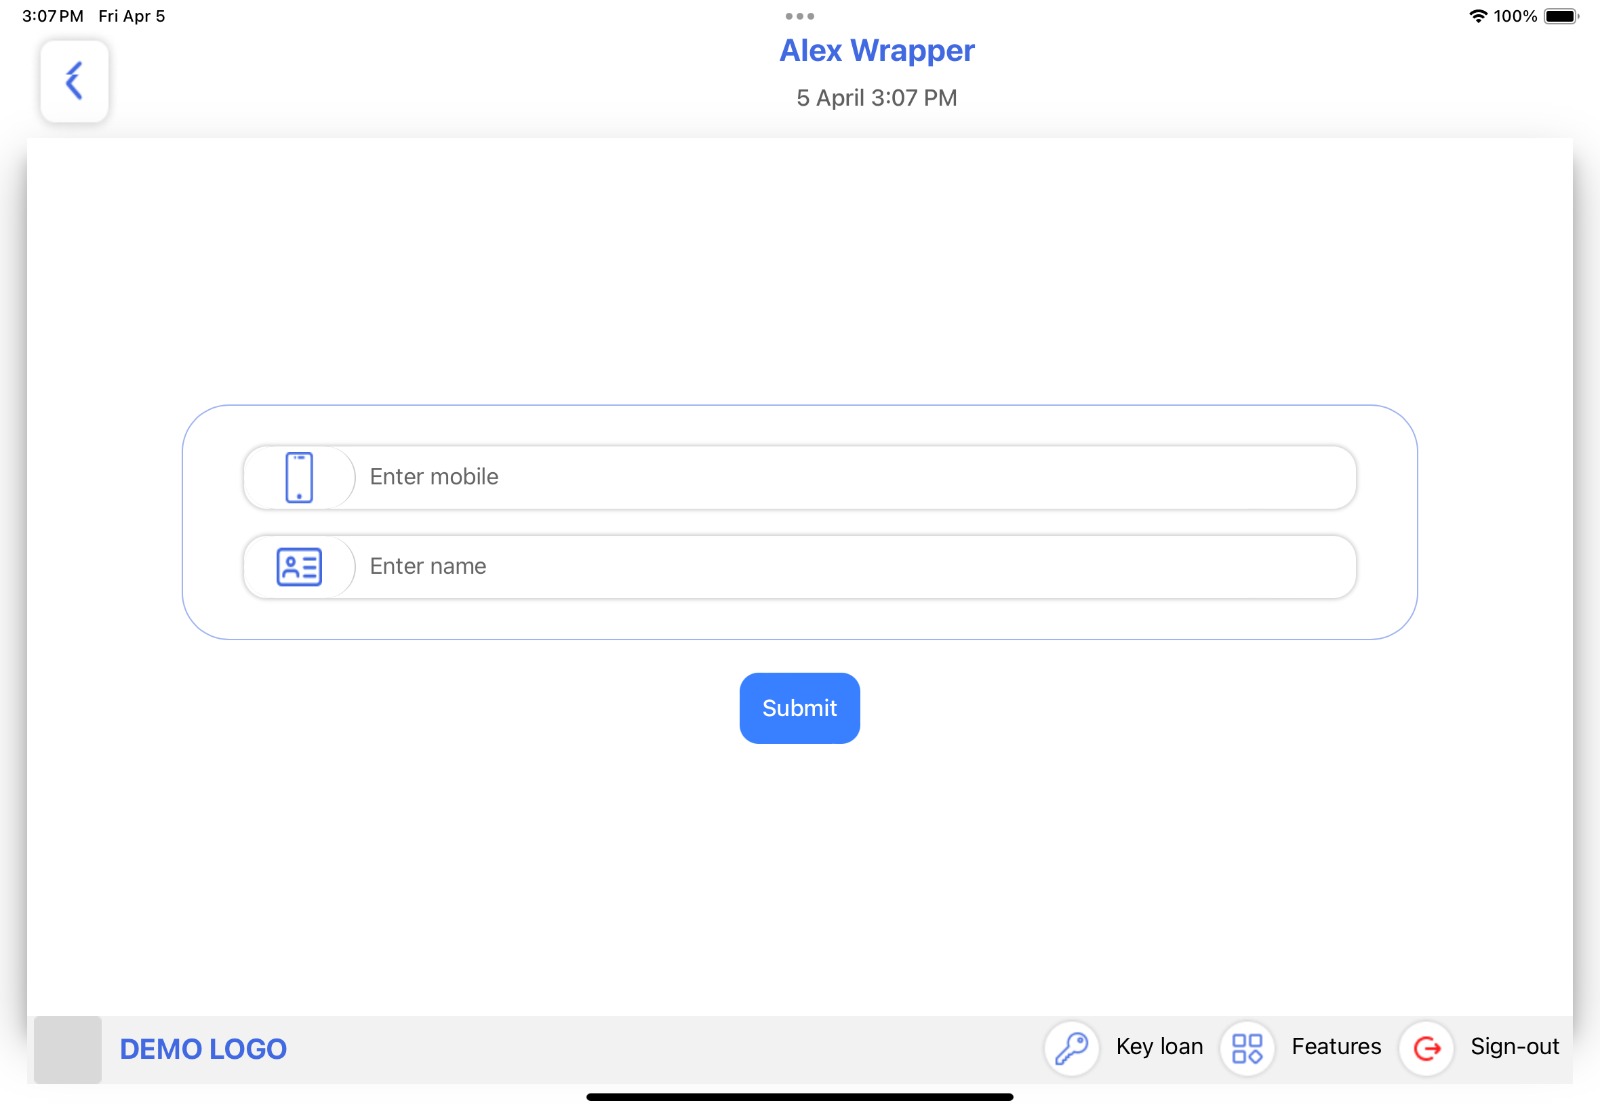 3:07 PM Fri Apr 5
100%
Alex Wrapper
5 April 3:07 PM
Enter mobile
Enter name
Submit
DEMO LOGO
Key loan
Features
Sign-out